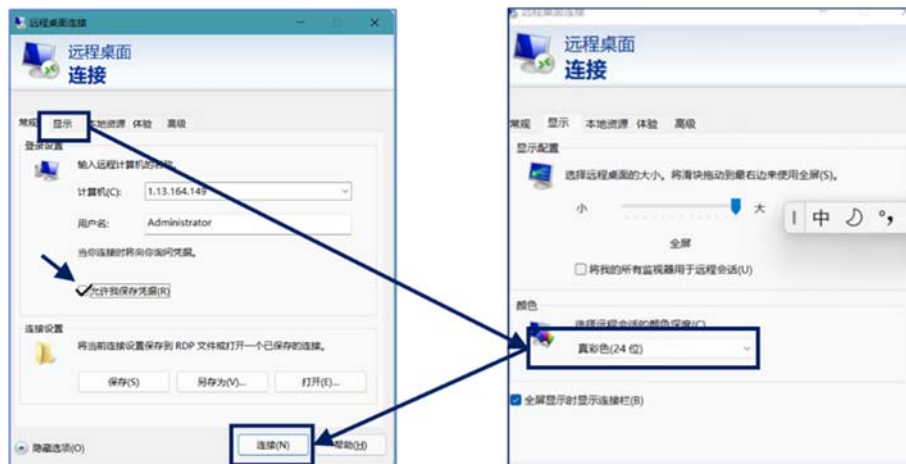 远程桌面连接
远程桌面
连接
常规 显示 本地资源 体验 高级
登录设置
输入远程计算机的名称。
计算机(C): 1.13.164.149
用户名: Administrator
当你连接时将向你询问凭据。
允许我保存凭据(R)
连接设置
将当前连接设置保存到 RDP 文件或打开一个已保存的连接。
保存(S) 另存为(V)... 打开(E)...
隐藏选项(O) 连接(N) 帮助(H)
远程桌面连接
远程桌面
连接
常规 显示 本地资源 体验 高级
显示配置
选择远程桌面的大小。将滑块拖动到最右边来使用全屏(S)。
小 大
全屏
将我的所有监视器用于远程会话(U)
中 °,
颜色
选择远程会话的颜色深度(C)
真彩色(24 位)
全屏显示时显示连接栏(B)